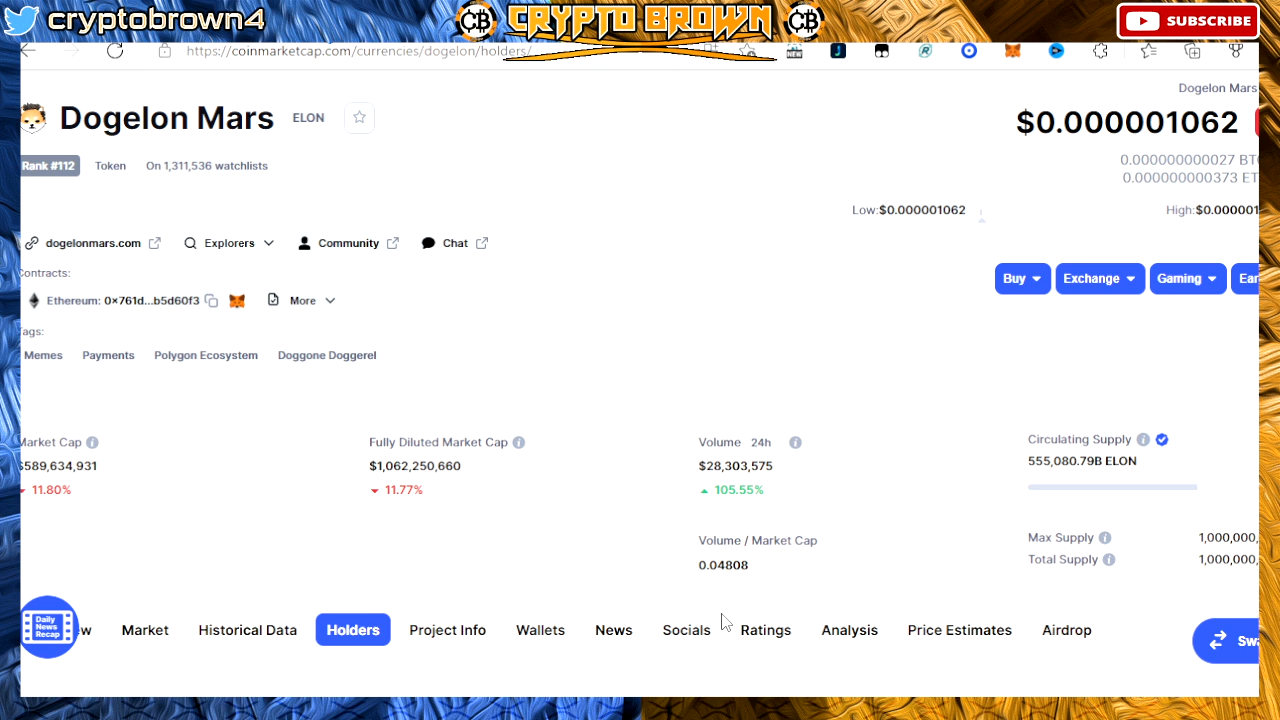 cryptobrown4
CB CRYPTO BROWN CB
SUBSCRIBE
https://coinmarketcap.com/currencies/dogelon/holders/
Dogelon Mars
Dogelon Mars ELON
$0.000001062
Rank #112 Token On 1,311,536 watchlists
0.000000000027 BT
0.000000000373 ET
Low:$0.000001062
High:$0.000001
dogelonmars.com Explorers Community Chat
Contracts:
Buy Exchange Gaming Ear
Ethereum: 0x761d...b5d60f3 More
ags:
Memes Payments Polygon Ecosystem Doggone Doggerel
Market Cap Fully Diluted Market Cap Volume 24h Circulating Supply
$589,634,931 $1,062,250,660 $28,303,575 555,080.79B ELON
11.80% 11.77% 105.55%
Volume / Market Cap Max Supply 1,000,000,
0.04808 Total Supply 1,000,000,
Daily
News
Recap
ew Market Historical Data Holders Project Info Wallets News Socials Ratings Analysis Price Estimates Airdrop
Swa